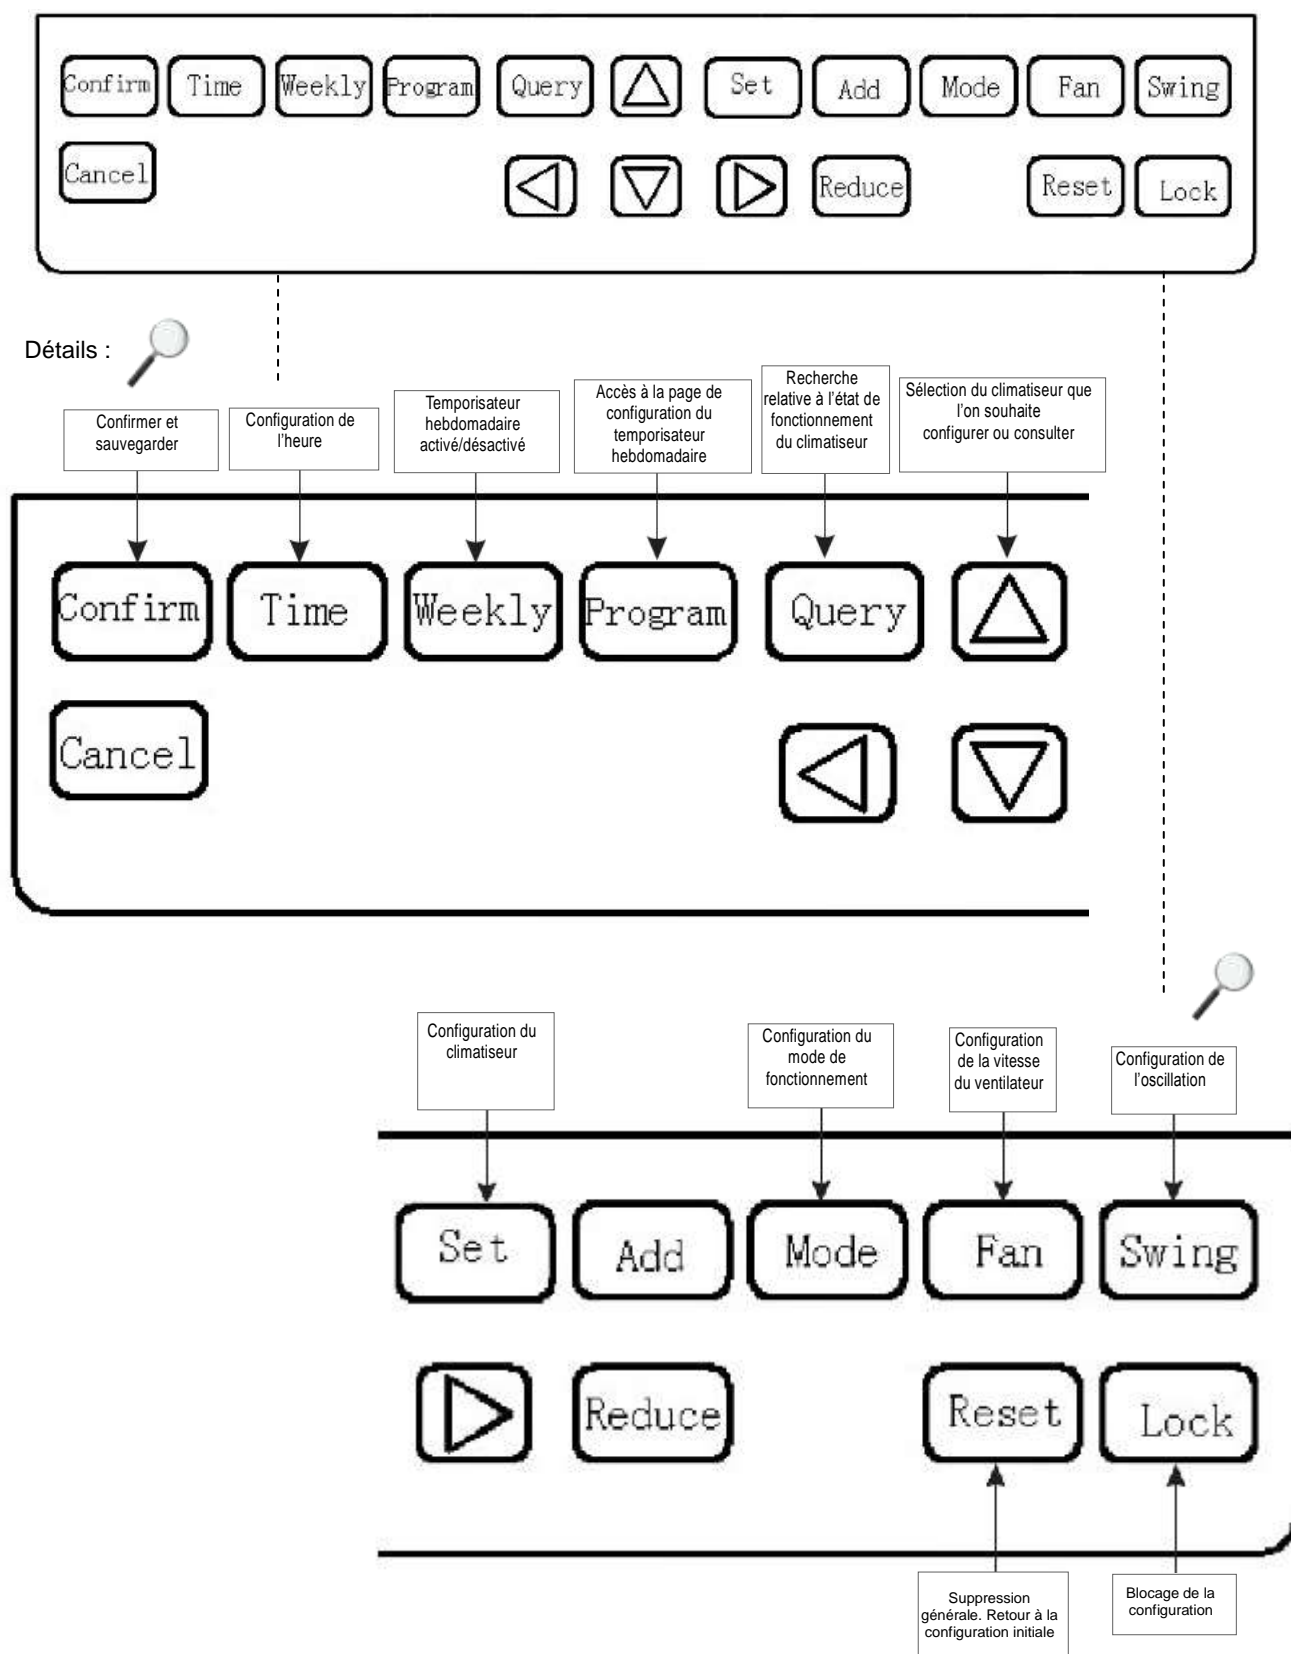 Confirm Time Weekly Program Query Set Add Mode Fan Swing
Cancel Reduce Reset Lock
Détails :
Confirmer et
sauvegarder
Configuration de
l'heure
Temporisateur
hebdomadaire
activé/désactivé
Accès à la page de
configuration du
temporisateur
hebdomadaire
Recherche
relative à l'état de
fonctionnement
du climatiseur
Sélection du climatiseur que
l'on souhaite
configurer ou consulter
Confirm Time Weekly Program Query
Cancel
Configuration du
climatiseur
Configuration du
mode de
fonctionnement
Configuration
de la vitesse
du ventilateur
Configuration de
l'oscillation
Set Add Mode Fan Swing
Reduce Reset Lock
Suppression
générale. Retour à la
configuration initiale
Blocage de la
configuration